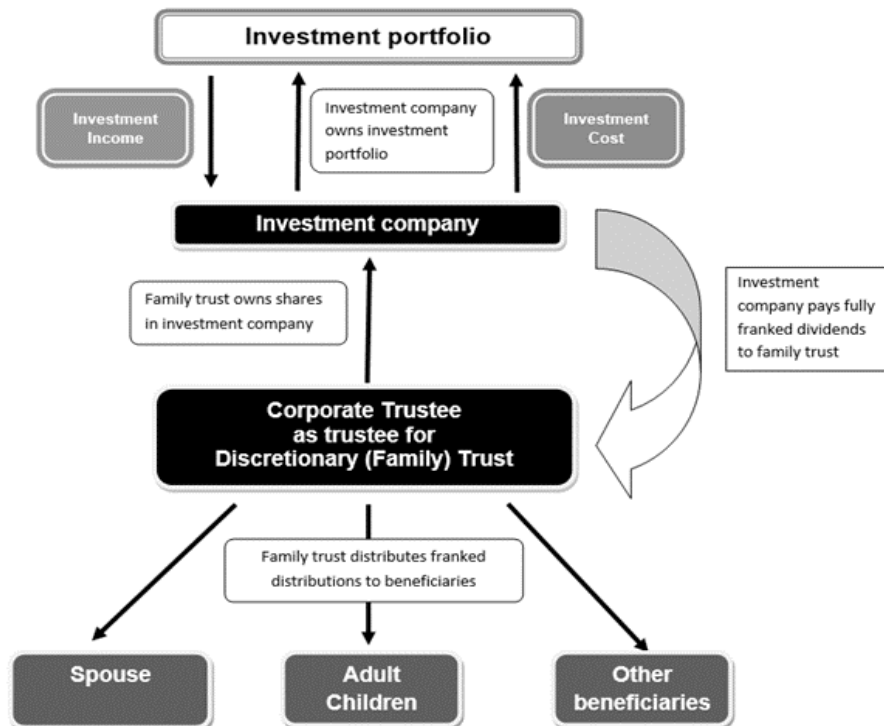 Investment portfolio
Investment
Income
Investment company
owns investment
portfolio
Investment
Cost
Investment company
Family trust owns shares
in investment company
Investment
company pays fully
franked dividends
to family trust
Corporate Trustee
as trustee for
Discretionary (Family) Trust
Family trust distributes franked
distributions to beneficiaries
Spouse
Adult
Children
Other
beneficiaries